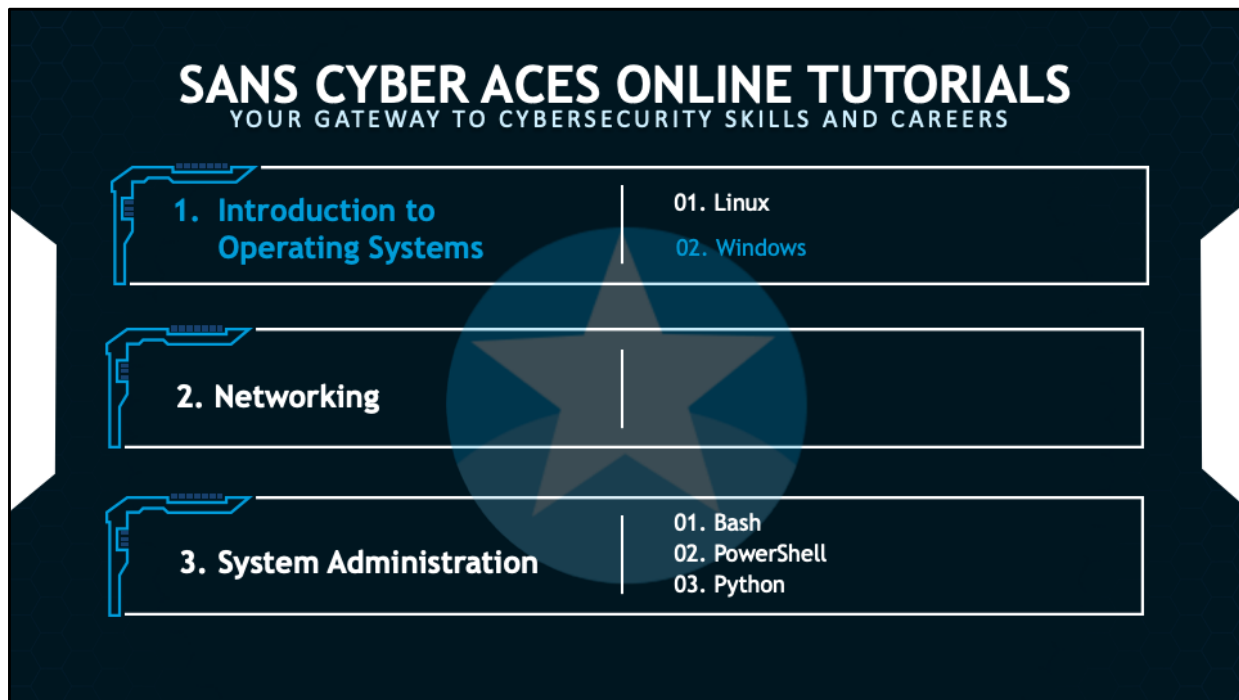 SANS CYBER ACES ONLINE TUTORIALS
YOUR GATEWAY TO CYBERSECURITY SKILLS AND CAREERS
1. Introduction to
Operating Systems
01. Linux
02. Windows
2. Networking
3. System Administration
01. Bash
02. PowerShell
03. Python